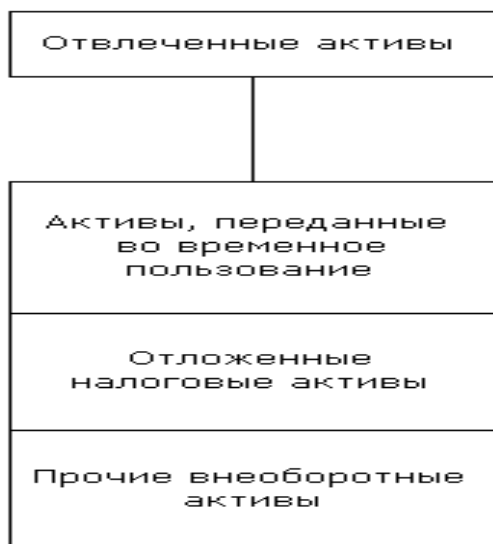 Отвлеченные активы
Активы, переданные
во временное
пользование
Отложенные
налоговые активы
Прочие внеоборотные
активы